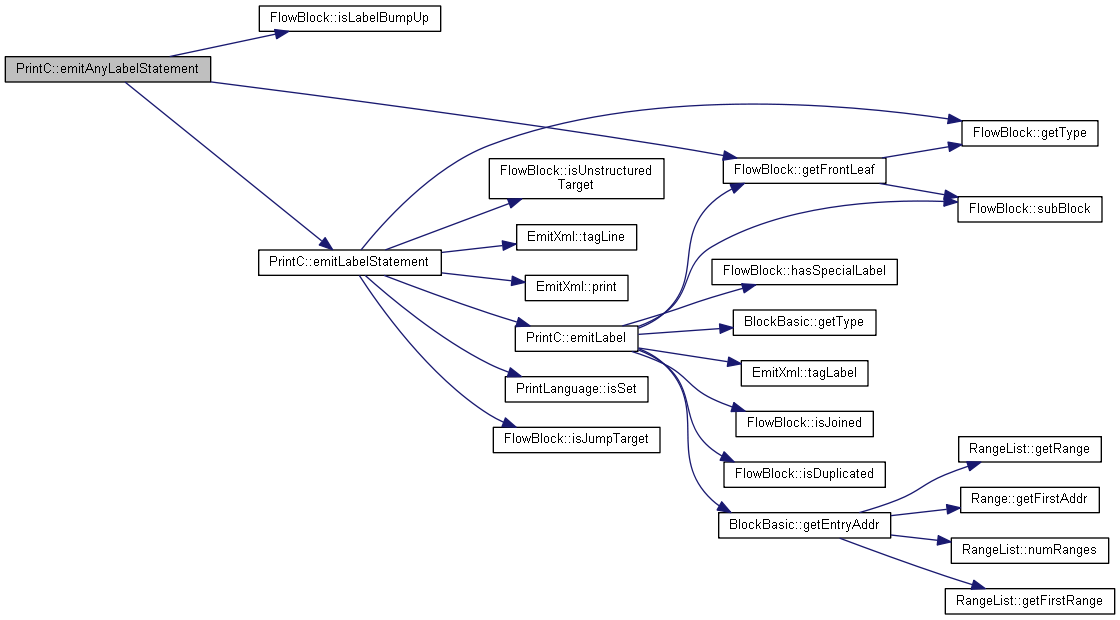 FlowBlock::isLabelBumpUp
PrintC::emitAnyLabelStatement
FlowBlock::getType
FlowBlock::getFrontLeaf
FlowBlock::isUnstructured
Target
FlowBlock::subBlock
EmitXml::tagLine
PrintC::emitLabelStatement
FlowBlock::hasSpecialLabel
EmitXml::print
BlockBasic::getType
PrintC::emitLabel
EmitXml::tagLabel
PrintLanguage::isSet
FlowBlock::isJoined
FlowBlock::isJumpTarget
RangeList::getRange
FlowBlock::isDuplicated
Range::getFirstAddr
BlockBasic::getEntryAddr
RangeList::numRanges
RangeList::getFirstRange